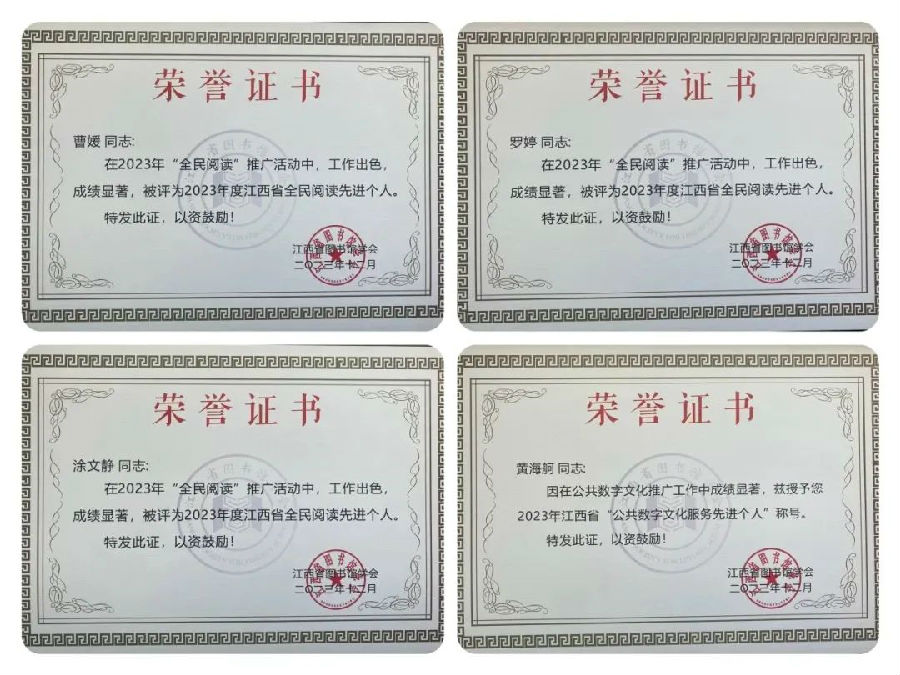 荣誉证书
曹媛 同志:
在2023年“全民阅读”推广活动中，工作出色，
成绩显著，被评为2023年度江西省全民阅读先进个人。
特发此证，以资鼓励！
江西省图书馆学会
二〇二三年十二月
荣誉证书
罗婷 同志:
在2023年“全民阅读”推广活动中，工作出色，
成绩显著，被评为2023年度江西省全民阅读先进个人。
特发此证，以资鼓励！
江西省图书馆学会
二〇二三年十二月
荣誉证书
涂文静 同志:
在2023年“全民阅读”推广活动中，工作出色，
成绩显著，被评为2023年度江西省全民阅读先进个人。
特发此证，以资鼓励！
江西省图书馆学会
二〇二三年十二月
荣誉证书
黄海舸 同志:
因在公共数字文化推广工作中成绩显著，兹授予您
2023年江西省“公共数字文化服务先进个人”称号。
特发此证，以资鼓励！
江西省图书馆学会
二〇二三年十二月